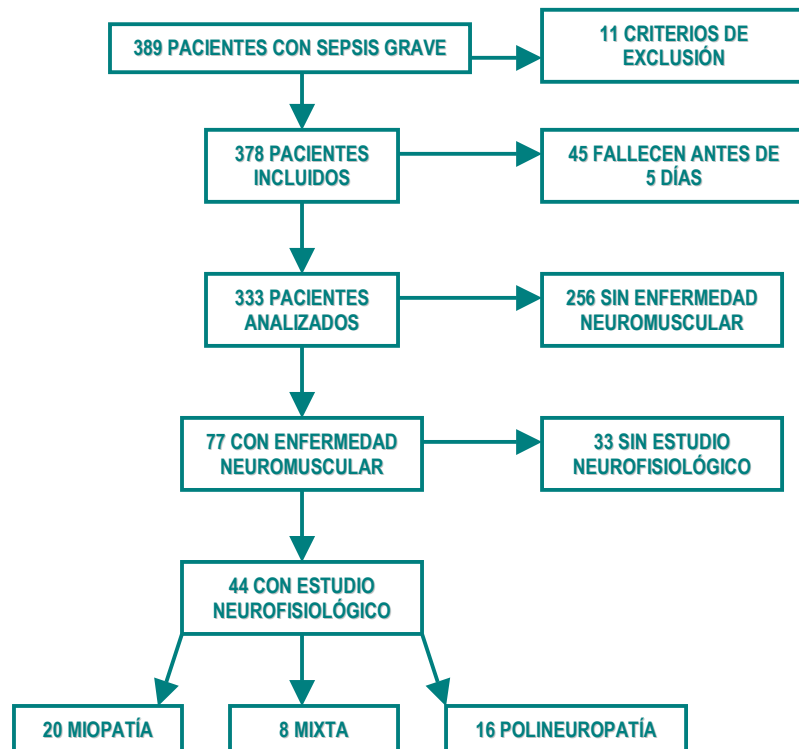 389 PACIENTES CON SEPSIS GRAVE
11 CRITERIOS DE
EXCLUSIÓN
378 PACIENTES
INCLUIDOS
45 FALLECEN ANTES DE
5 DÍAS
333 PACIENTES
ANALIZADOS
256 SIN ENFERMEDAD
NEUROMUSCULAR
77 CON ENFERMEDAD
NEUROMUSCULAR
33 SIN ESTUDIO
NEUROFISIOLÓGICO
44 CON ESTUDIO
NEUROFISIOLÓGICO
20 MIOPATÍA
8 MIXTA
16 POLINEUROPATÍA